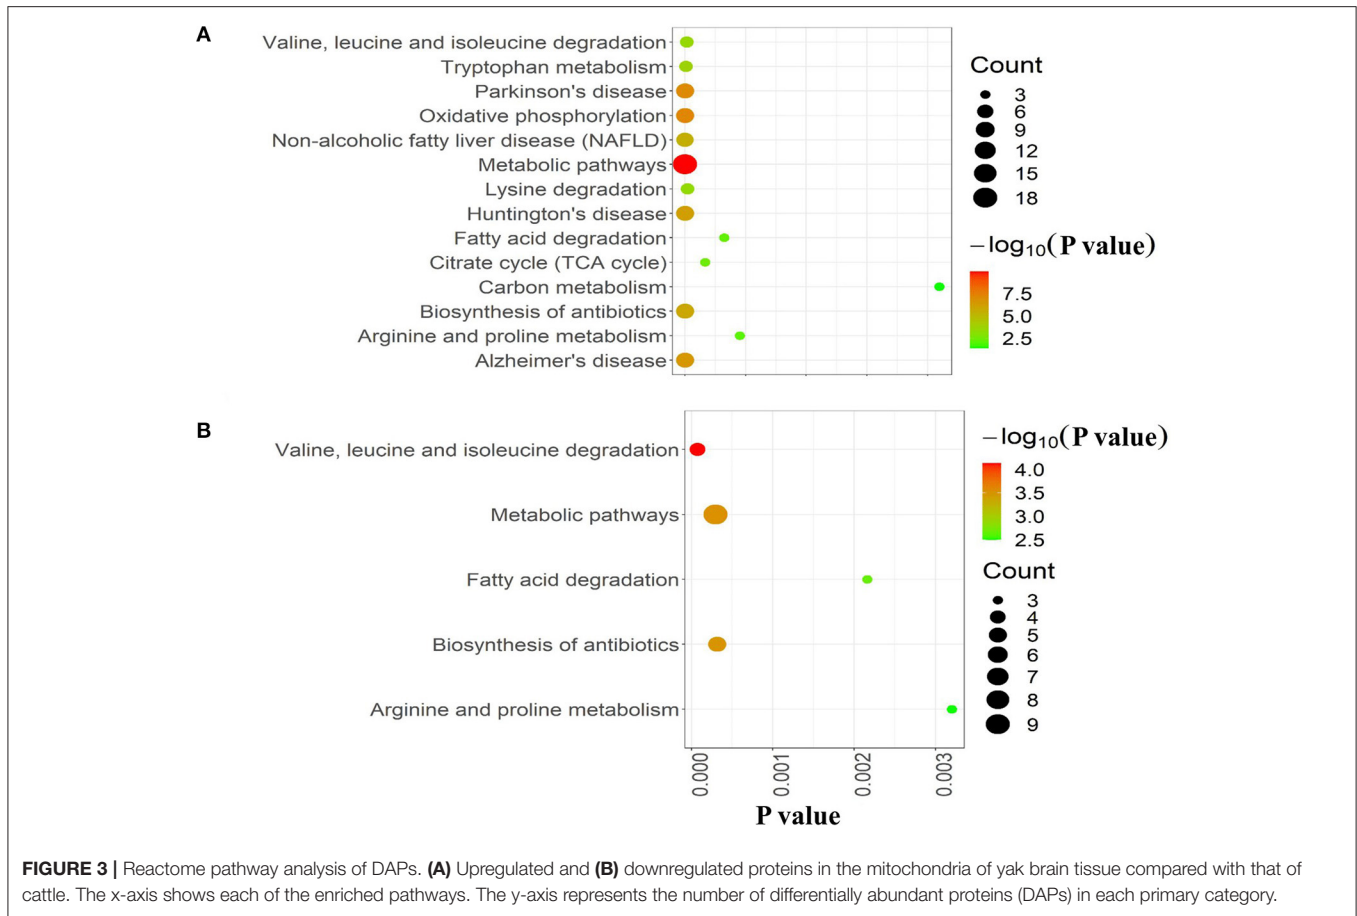 A
Valine, leucine and isoleucine degradation
Tryptophan metabolism
Parkinson's disease
Oxidative phosphorylation
Non-alcoholic fatty liver disease (NAFLD)
Metabolic pathways
Lysine degradation
Huntington's disease
Fatty acid degradation
Citrate cycle (TCA cycle)
Carbon metabolism
Biosynthesis of antibiotics
Arginine and proline metabolism
Alzheimer's disease
Count
3
6
9
12
15
18
−log₁₀(P value)
7.5
5.0
2.5
B
Valine, leucine and isoleucine degradation
Metabolic pathways
Fatty acid degradation
Biosynthesis of antibiotics
Arginine and proline metabolism
0.000
0.001
0.002
0.003
P value
−log₁₀(P value)
4.0
3.5
3.0
2.5
Count
3
4
5
6
7
8
9
FIGURE 3 | Reactome pathway analysis of DAPs. (A) Upregulated and (B) downregulated proteins in the mitochondria of yak brain tissue compared with that of
cattle. The x-axis shows each of the enriched pathways. The y-axis represents the number of differentially abundant proteins (DAPs) in each primary category.